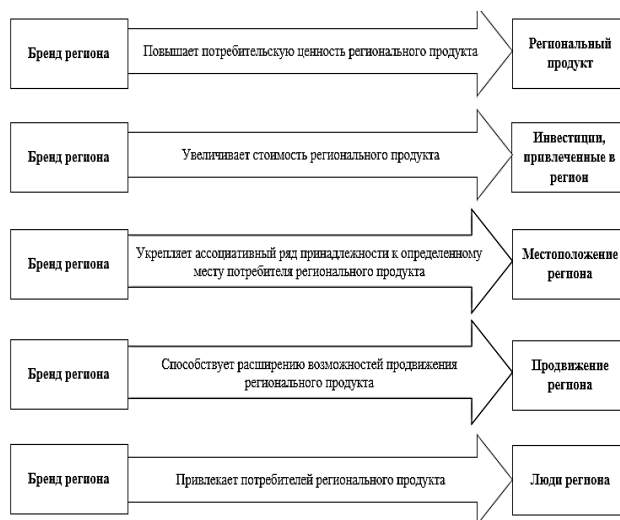 Бренд региона
Повышает потребительскую ценность регионального продукта
Региональный
продукт
Бренд региона
Увеличивает стоимость регионального продукта
Инвестиции,
привлеченные в
регион
Бренд региона
Укрепляет ассоциативный ряд принадлежности к определенному
месту потребителя регионального продукта
Местоположение
региона
Бренд региона
Способствует расширению возможностей продвижения
регионального продукта
Продвижение
региона
Бренд региона
Привлекает потребителей регионального продукта
Люди региона